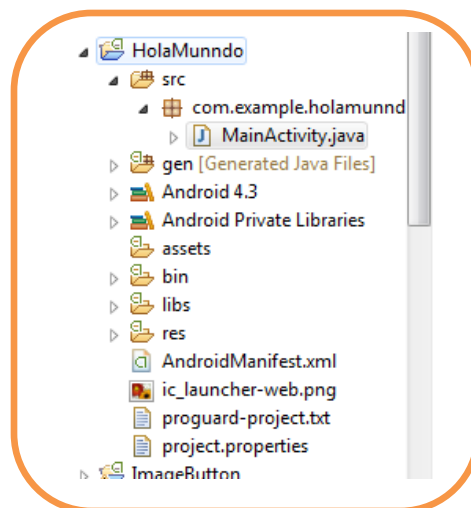 HolaMunndo
src
com.example.holamunnd
MainActivity.java
gen [Generated Java Files]
Android 4.3
Android Private Libraries
assets
bin
libs
res
AndroidManifest.xml
ic_launcher-web.png
proguard-project.txt
project.properties
ImageButton